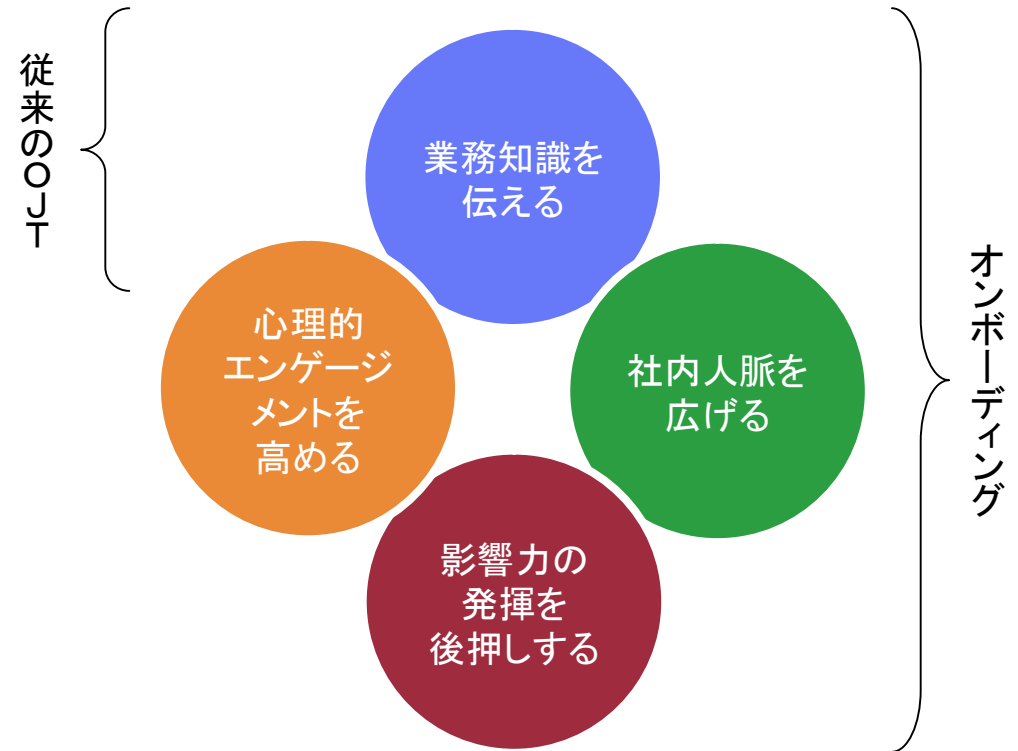 従来のOJT
業務知識を
伝える
心理的
エンゲージ
メントを
高める
社内人脈を
広げる
影響力の
発揮を
後押しする
オンボーディング